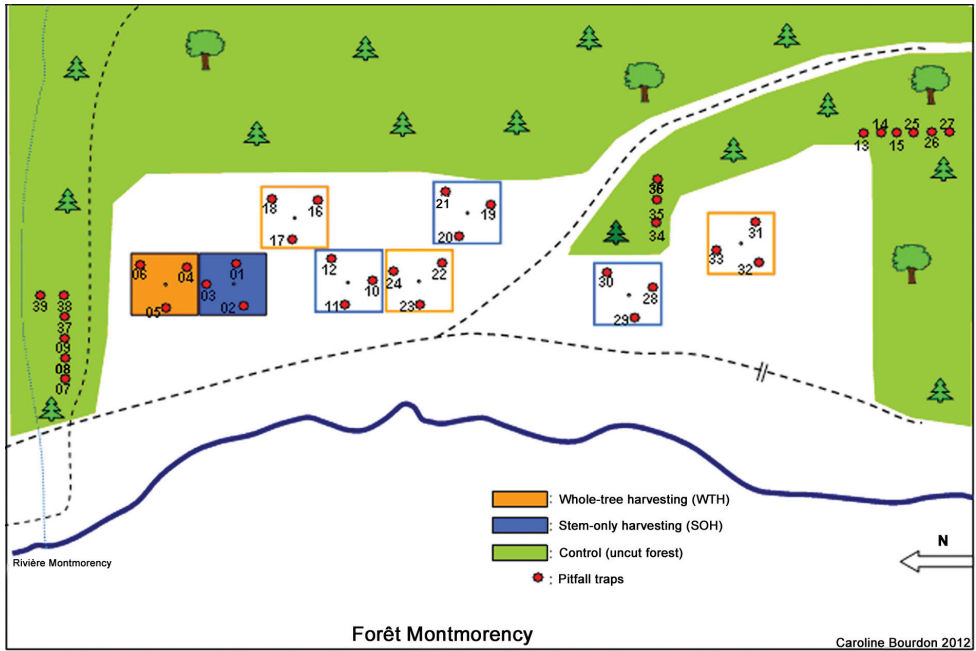 14 25 27
13 15 26
36
35
34
21 19
20
18 16
17
31
33
32
06 04 01
03
05 02
12
10
11
22
24
23
30
28
29
39 38
37
09
08
07
: Whole-tree harvesting (WTH)
: Stem-only harvesting (SOH)
: Control (uncut forest)
: Pitfall traps
N
Rivière Montmorency
Forêt Montmorency
Caroline Bourdon 2012